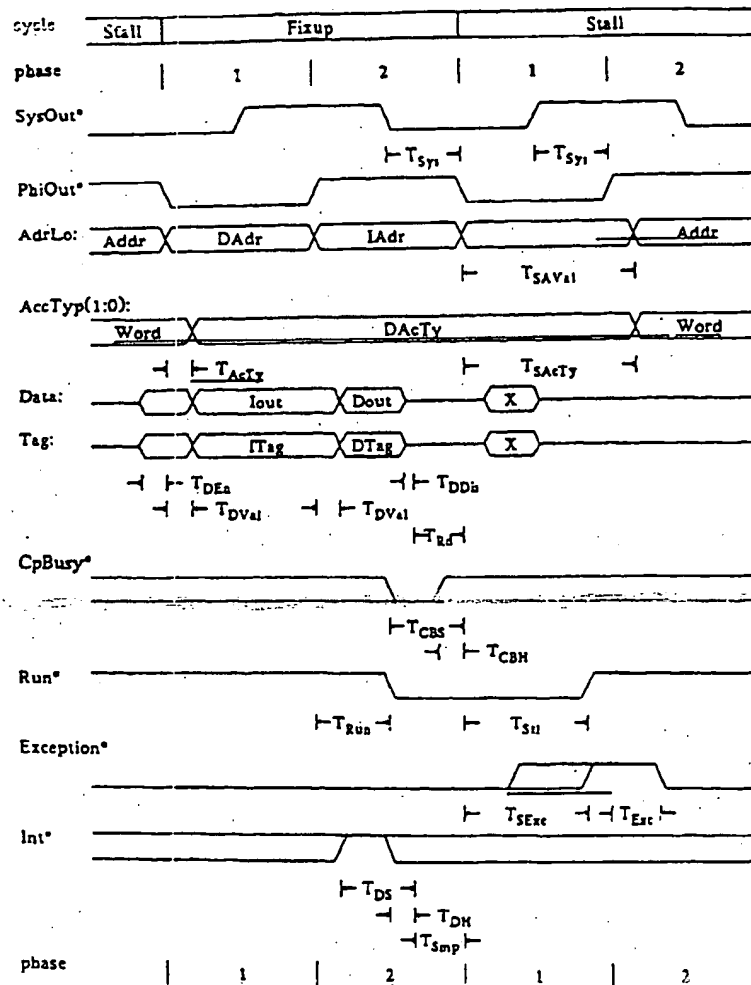 cycle Stall Fixup Stall
phase 1 2 1 2
SysOut*
TSys TSys
PhiOut*
AdrLo: Addr DAdr IAdr Addr
TSAVal
AccTyp(1:0):
Word DAcTy Word
TAcTy TSAcTy
Data: Iout Dout X
Tag: ITag DTag X
TDEn TDDis
TDVal TDVal
TRd
CpBusy*
TCBS
TCBH
Run*
TRun TStl
Exception*
TSExc TExc
Int*
TDS
TDH
TSmp
phase 1 2 1 2